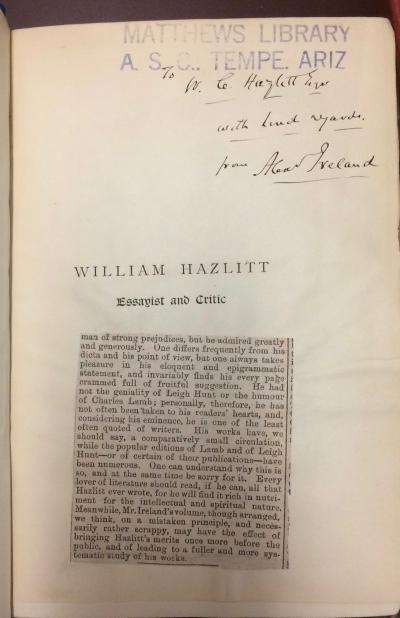 MATTHEWS LIBRARY
A. S. C., TEMPE, ARIZ
To
W. C. Hazlitt Esqr
with kind regards.
from Alexr Ireland
WILLIAM HAZLITT
Essayist and Critic
man of strong prejudices, but he admired greatly
and generously. One differs frequently from his
dicta and his point of view, but one always takes
pleasure in his eloquent and epigrammatic
statement, and invariably finds his every page
crammed full of fruitful suggestion. He had
not the geniality of Leigh Hunt or the humour
of Charles Lamb; personally, therefore, he has
not often been taken to his readers' hearts, and,
considering his eminence, he is one of the least
often quoted of writers. His works have, we
should say, a comparatively small circulation,
while the popular editions of Lamb and of Leigh
Hunt—or of certain of their publications—have
been numerous. One can understand why this is
so, and at the same time be sorry for it. Every
lover of literature should read, if he can, all that
Hazlitt ever wrote, for he will find it rich in nutri-
ment for the intellectual and spiritual nature.
Meanwhile, Mr. Ireland's volume, though arranged,
we think, on a mistaken principle, and neces-
sarily rather scrappy, may have the effect of
bringing Hazlitt's merits once more before the
public, and of leading to a fuller and more sys-
tematic study of his works.